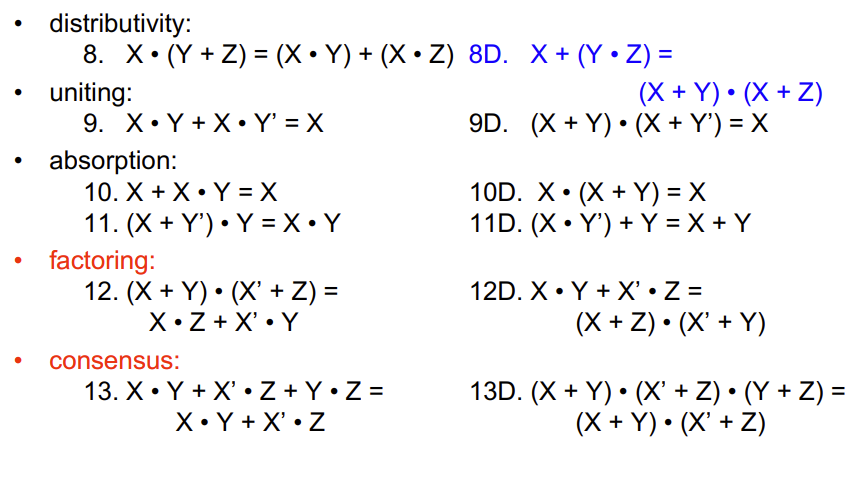 • distributivity:
8. X • (Y + Z) = (X • Y) + (X • Z) 8D. X + (Y • Z) =
• uniting: (X + Y) • (X + Z)
9. X • Y + X • Y’ = X 9D. (X + Y) • (X + Y’) = X
• absorption:
10. X + X • Y = X 10D. X • (X + Y) = X
11. (X + Y’) • Y = X • Y 11D. (X • Y’) + Y = X + Y
• factoring:
12. (X + Y) • (X’ + Z) = 12D. X • Y + X’ • Z =
X • Z + X’ • Y (X + Z) • (X’ + Y)
• consensus:
13. X • Y + X’ • Z + Y • Z = 13D. (X + Y) • (X’ + Z) • (Y + Z) =
X • Y + X’ • Z (X + Y) • (X’ + Z)